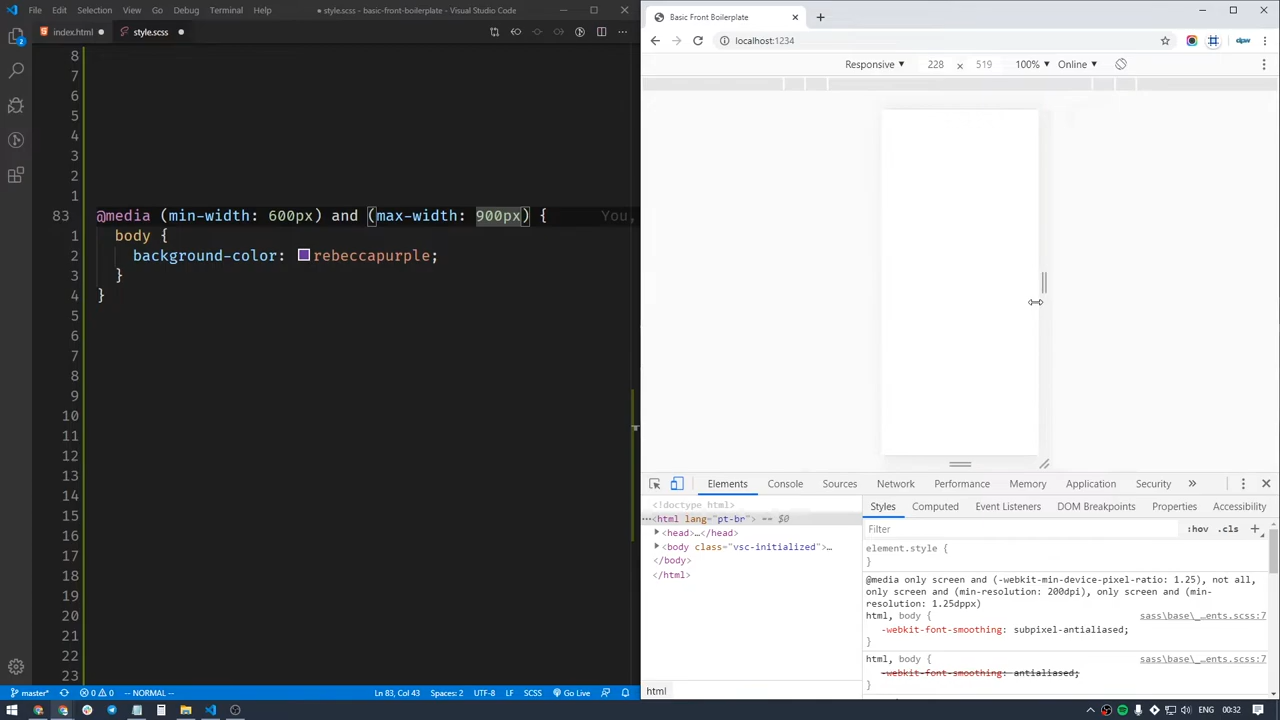 File Edit Selection View Go Debug Terminal Help • style.scss - basic-front-boilerplate - Visual Studio Code
index.html
style.scss
8
7
6
5
4
3
2
1
83 @media (min-width: 600px) and (max-width: 900px) { You,
1 body {
2 background-color: rebeccapurple;
3 }
4 }
5
6
7
8
9
10
11
12
13
14
15
16
17
18
19
20
21
22
23
master* 0 0 -- NORMAL -- Ln 83, Col 43 Spaces: 2 UTF-8 LF SCSS Go Live
Basic Front Boilerplate
localhost:1234
dpw
Responsive 228 x 519 100% Online
Elements Console Sources Network Performance Memory Application Security
<!doctype html>
…<html lang="pt-br"> == $0
<head>…</head>
<body class="vsc-initialized">…
</body>
</html>
html
Styles Computed Event Listeners DOM Breakpoints Properties Accessibility
Filter :hov .cls +
element.style {
}
@media only screen and (-webkit-min-device-pixel-ratio: 1.25), not all,
only screen and (min-resolution: 200dpi), only screen and (min-
resolution: 1.25dppx)
html, body { sass\base\_…ents.scss:7
-webkit-font-smoothing: subpixel-antialiased;
}
html, body { sass\base\_…ents.scss:7
-webkit-font-smoothing: antialiased;
}
ENG 00:32